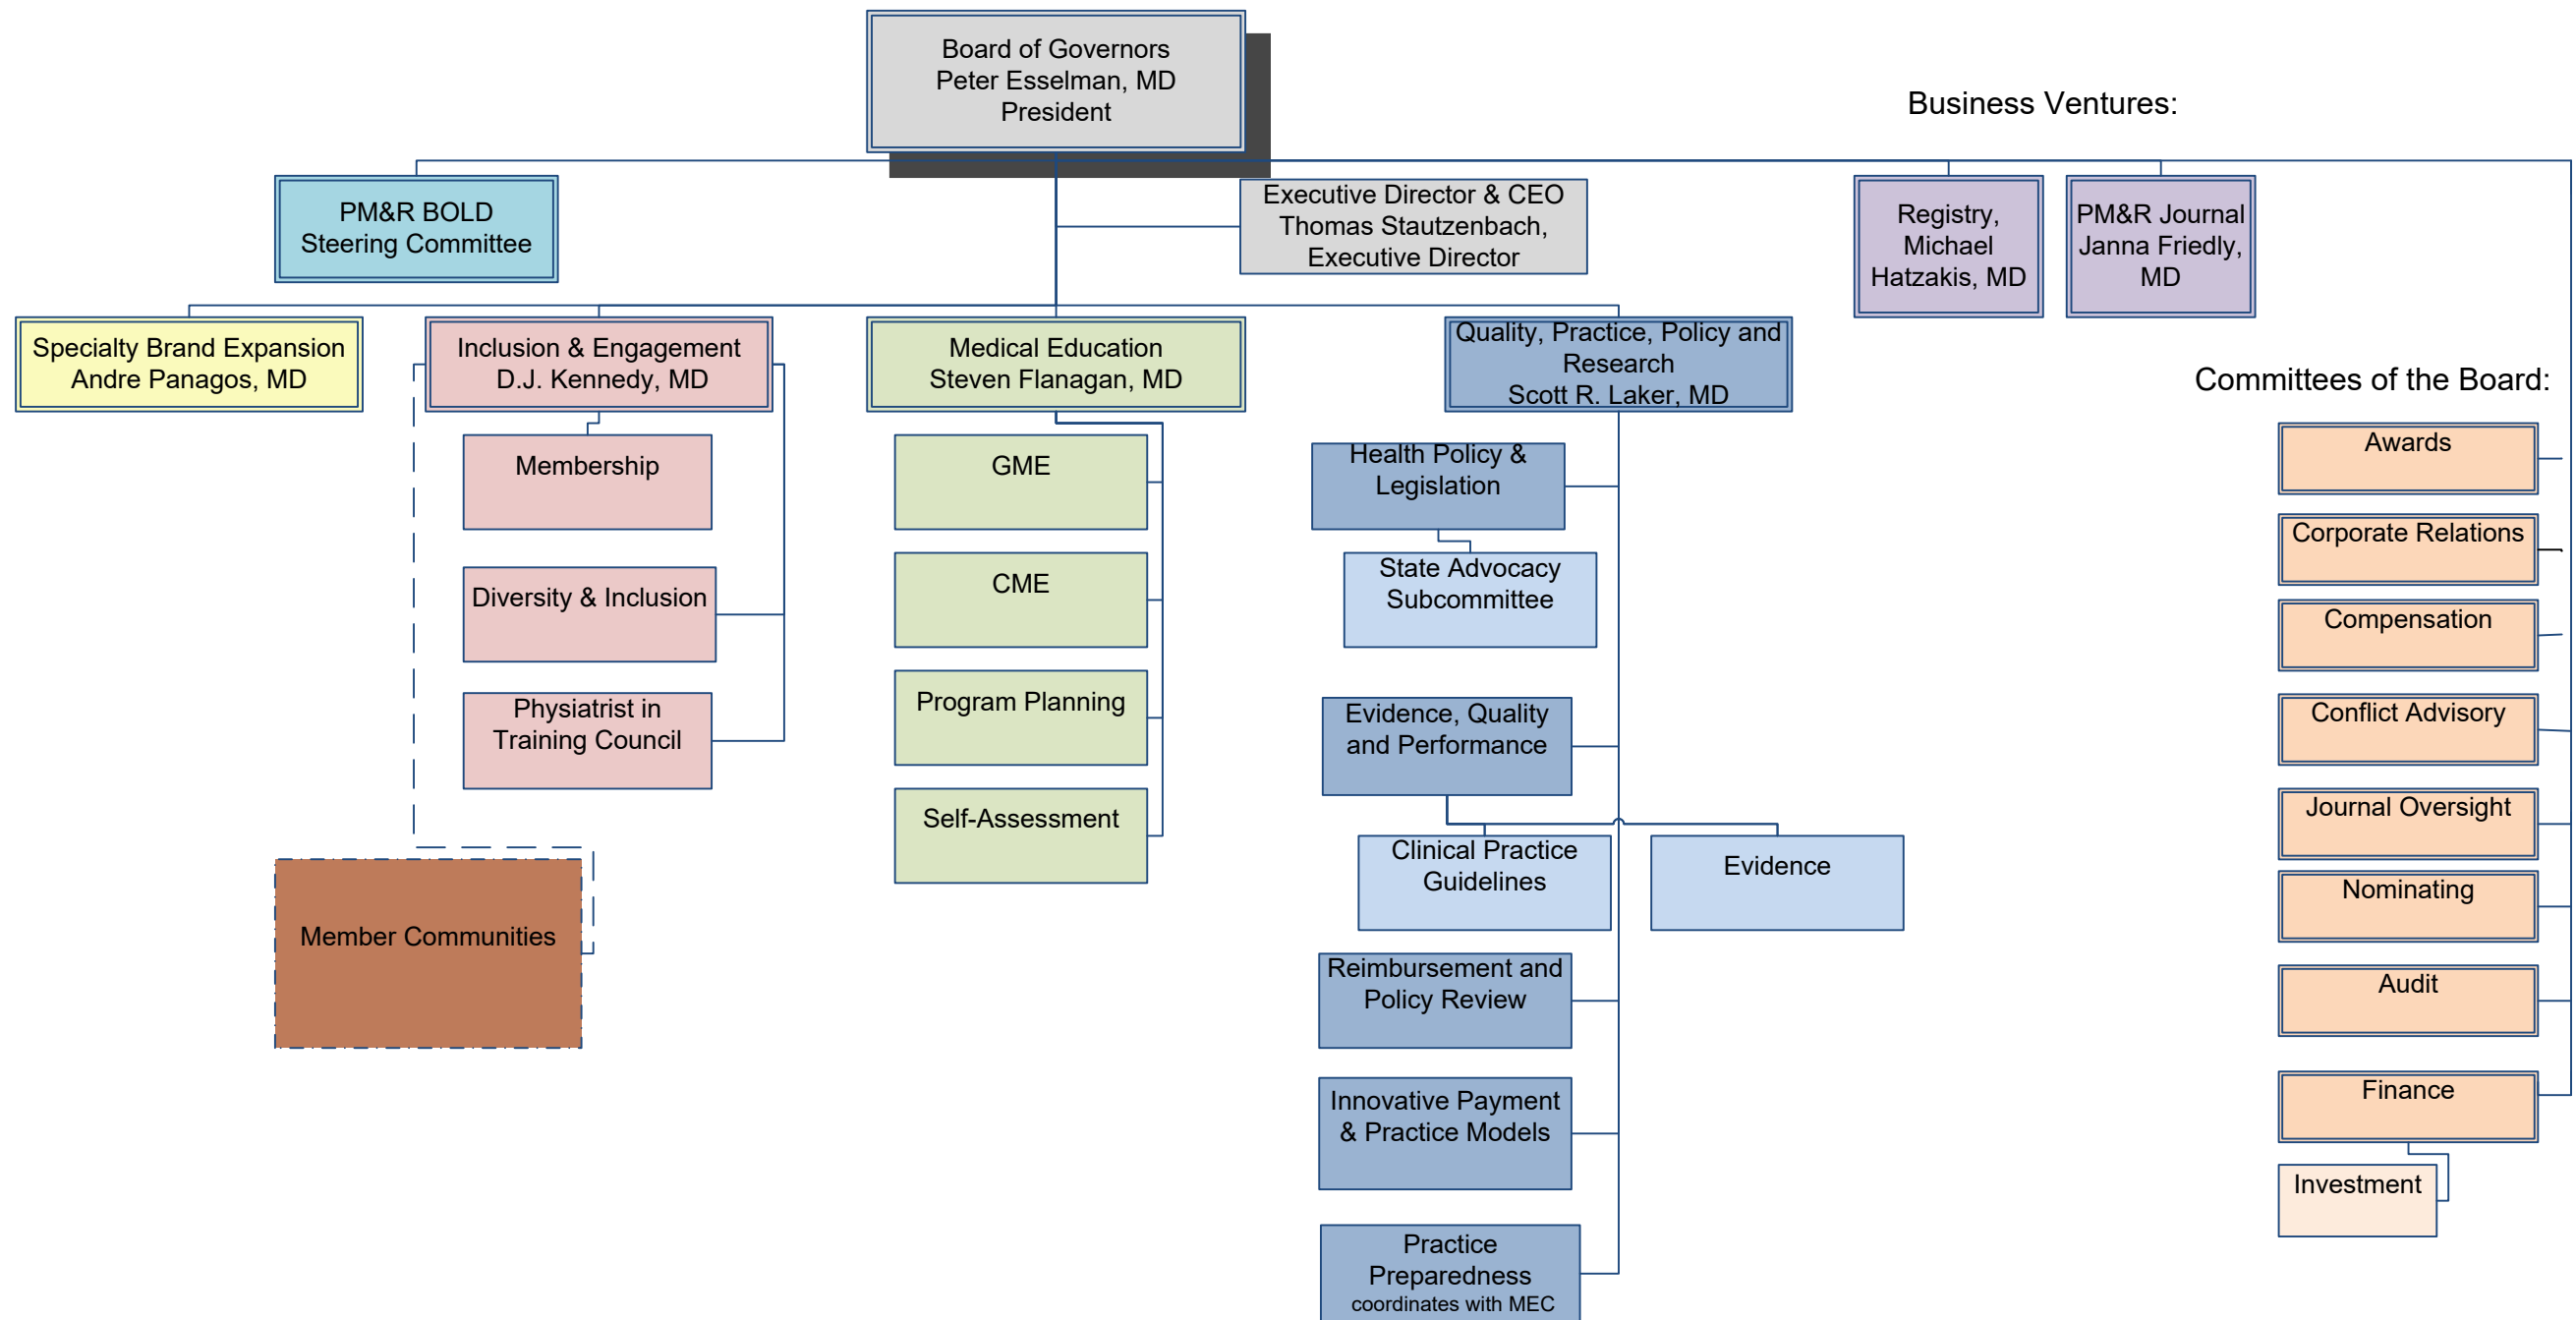 Board of Governors
Peter Esselman, MD
President
Business Ventures:
PM&R BOLD
Steering Committee
Executive Director & CEO
Thomas Stautzenbach,
Executive Director
Registry,
Michael
Hatzakis, MD
PM&R Journal
Janna Friedly,
MD
Specialty Brand Expansion
Andre Panagos, MD
Inclusion & Engagement
D.J. Kennedy, MD
Medical Education
Steven Flanagan, MD
Quality, Practice, Policy and
Research
Scott R. Laker, MD
Membership
Diversity & Inclusion
Physiatrist in
Training Council
Member Communities
GME
CME
Program Planning
Self-Assessment
Health Policy &
Legislation
State Advocacy
Subcommittee
Evidence, Quality
and Performance
Clinical Practice
Guidelines
Evidence
Reimbursement and
Policy Review
Innovative Payment
& Practice Models
Practice
Preparedness
coordinates with MEC
Committees of the Board:
Awards
Corporate Relations
Compensation
Conflict Advisory
Journal Oversight
Nominating
Audit
Finance
Investment